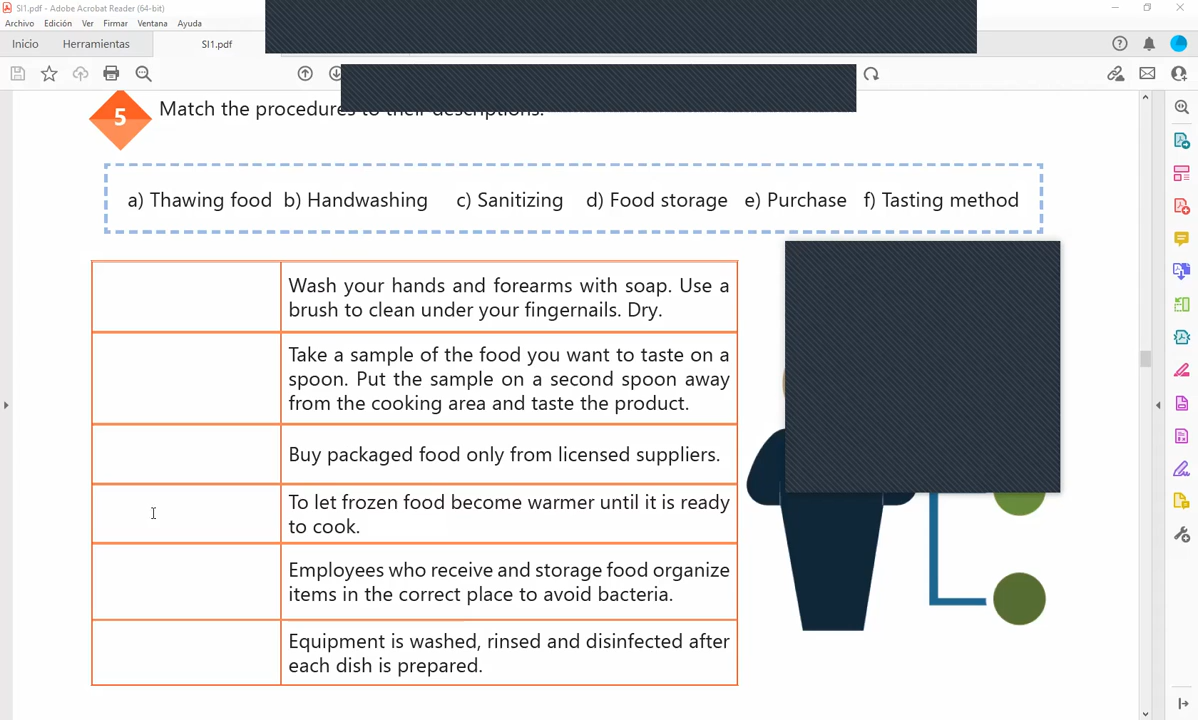 SI1.pdf - Adobe Acrobat Reader (64-bit)
Archivo Edición Ver Firmar Ventana Ayuda
Inicio Herramientas SI1.pdf
5 Match the procedures to their descriptions.
a) Thawing food b) Handwashing c) Sanitizing d) Food storage e) Purchase f) Tasting method
Wash your hands and forearms with soap. Use a
brush to clean under your fingernails. Dry.
Take a sample of the food you want to taste on a
spoon. Put the sample on a second spoon away
from the cooking area and taste the product.
Buy packaged food only from licensed suppliers.
To let frozen food become warmer until it is ready
to cook.
Employees who receive and storage food organize
items in the correct place to avoid bacteria.
Equipment is washed, rinsed and disinfected after
each dish is prepared.